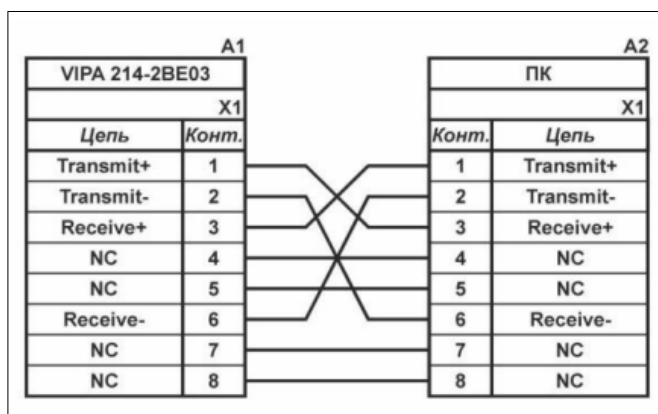 A1 A2
VIPA 214-2BE03 ПК
X1 X1
Цепь Конт. Конт. Цепь
Transmit+ 1 1 Transmit+
Transmit- 2 2 Transmit-
Receive+ 3 3 Receive+
NC 4 4 NC
NC 5 5 NC
Receive- 6 6 Receive-
NC 7 7 NC
NC 8 8 NC